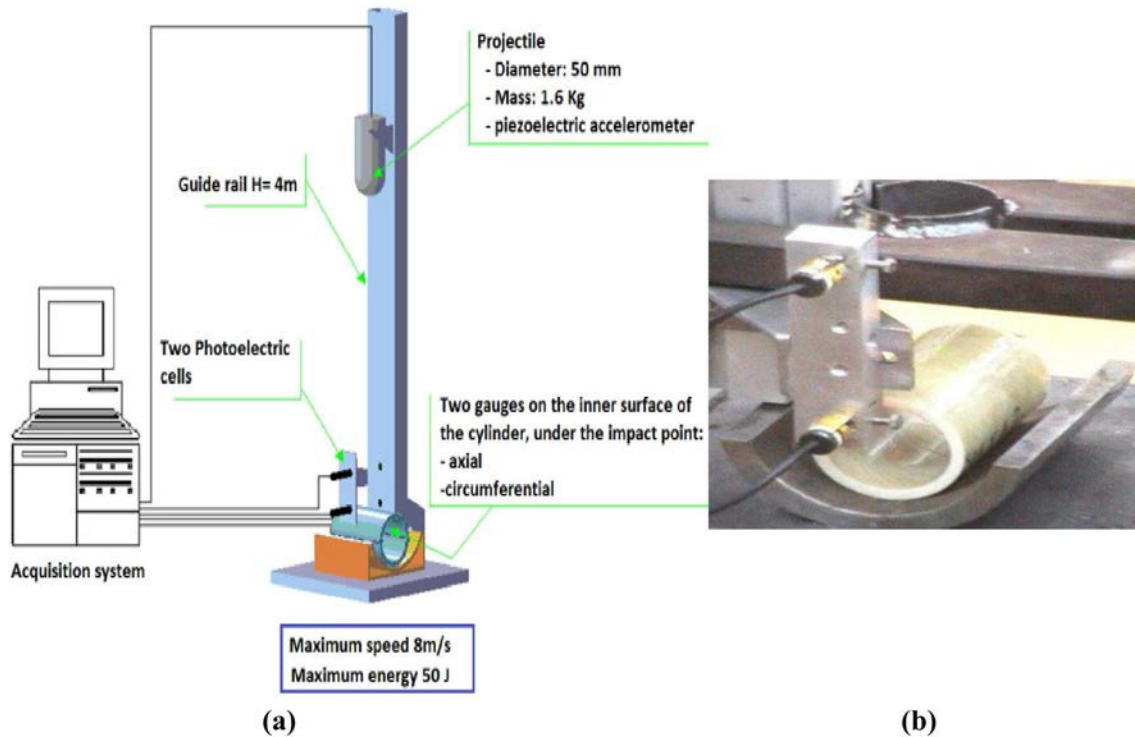 Projectile
- Diameter: 50 mm
- Mass: 1.6 Kg
- piezoelectric accelerometer
Guide rail H= 4m
Two Photoelectric
cells
Two gauges on the inner surface of
the cylinder, under the impact point:
- axial
-circumferential
Acquisition system
Maximum speed 8m/s
Maximum energy 50 J
(a)
(b)